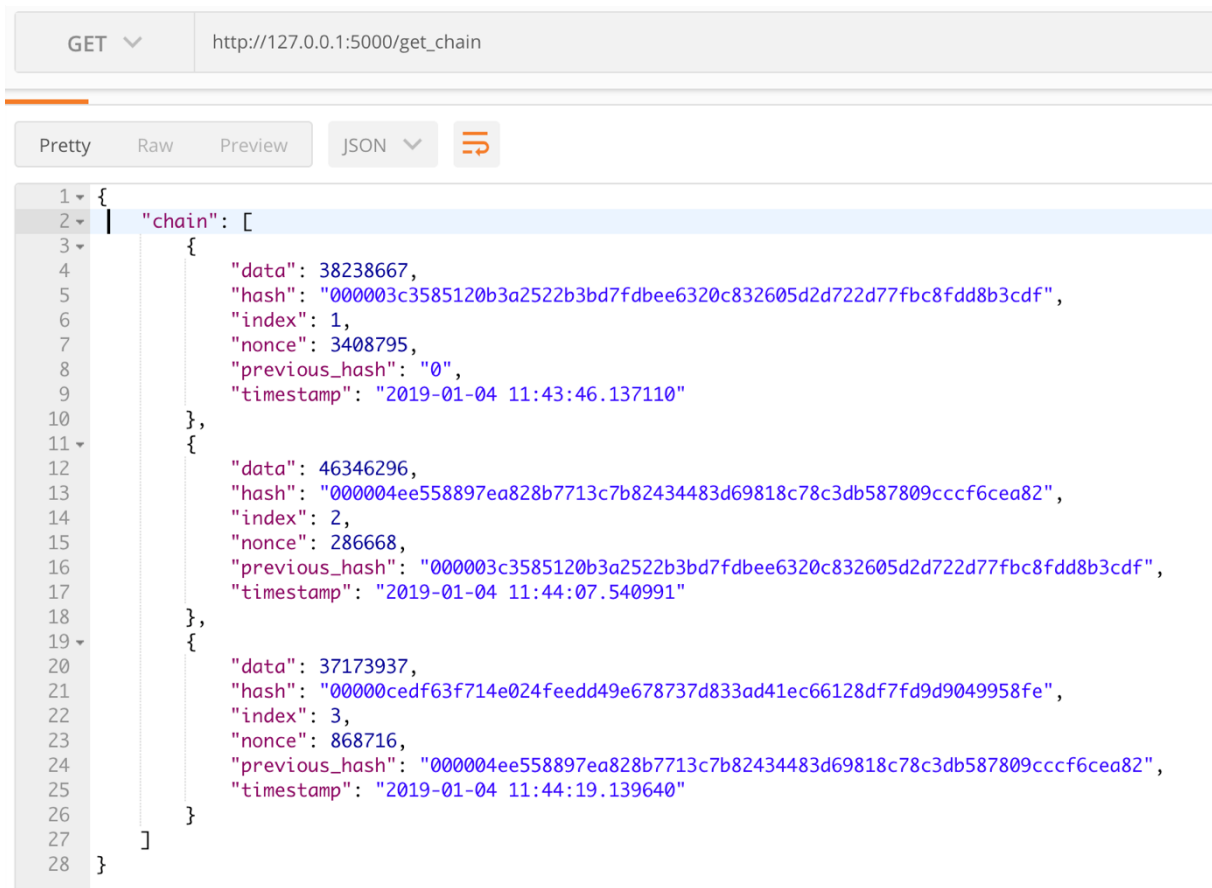 GET http://127.0.0.1:5000/get_chain
Pretty Raw Preview JSON
1 {
2 "chain": [
3 {
4 "data": 38238667,
5 "hash": "000003c3585120b3a2522b3bd7fdbee6320c832605d2d722d77fbc8fdd8b3cdf",
6 "index": 1,
7 "nonce": 3408795,
8 "previous_hash": "0",
9 "timestamp": "2019-01-04 11:43:46.137110"
10 },
11 {
12 "data": 46346296,
13 "hash": "000004ee558897ea828b7713c7b82434483d69818c78c3db587809cccf6cea82",
14 "index": 2,
15 "nonce": 286668,
16 "previous_hash": "000003c3585120b3a2522b3bd7fdbee6320c832605d2d722d77fbc8fdd8b3cdf",
17 "timestamp": "2019-01-04 11:44:07.540991"
18 },
19 {
20 "data": 37173937,
21 "hash": "00000cedf63f714e024feedd49e678737d833ad41ec66128df7fd9d9049958fe",
22 "index": 3,
23 "nonce": 868716,
24 "previous_hash": "000004ee558897ea828b7713c7b82434483d69818c78c3db587809cccf6cea82",
25 "timestamp": "2019-01-04 11:44:19.139640"
26 }
27 ]
28 }